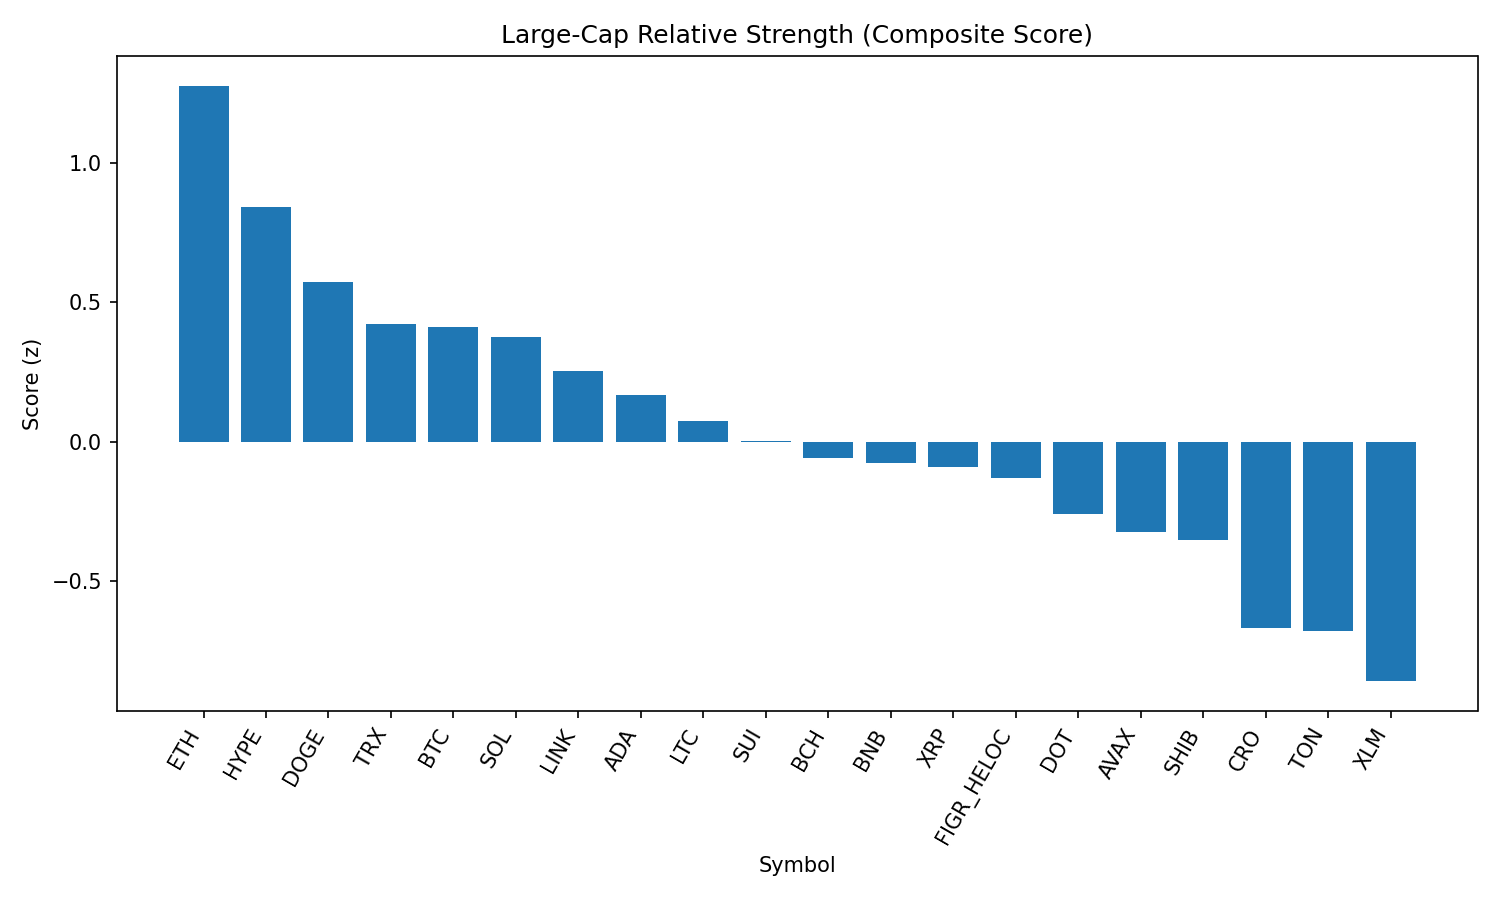 Large-Cap Relative Strength (Composite Score)
Score (z)
1.0
0.5
0.0
−0.5
ETH
HYPE
DOGE
TRX
BTC
SOL
LINK
ADA
LTC
SUI
BCH
BNB
XRP
FIGR_HELOC
DOT
AVAX
SHIB
CRO
TON
XLM
Symbol